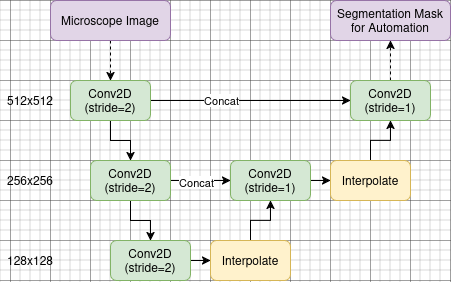 Microscope Image
Segmentation Mask
for Automation
512x512
Conv2D
(stride=2)
Concat
Conv2D
(stride=1)
256x256
Conv2D
(stride=2)
Concat
Conv2D
(stride=1)
Interpolate
128x128
Conv2D
(stride=2)
Interpolate